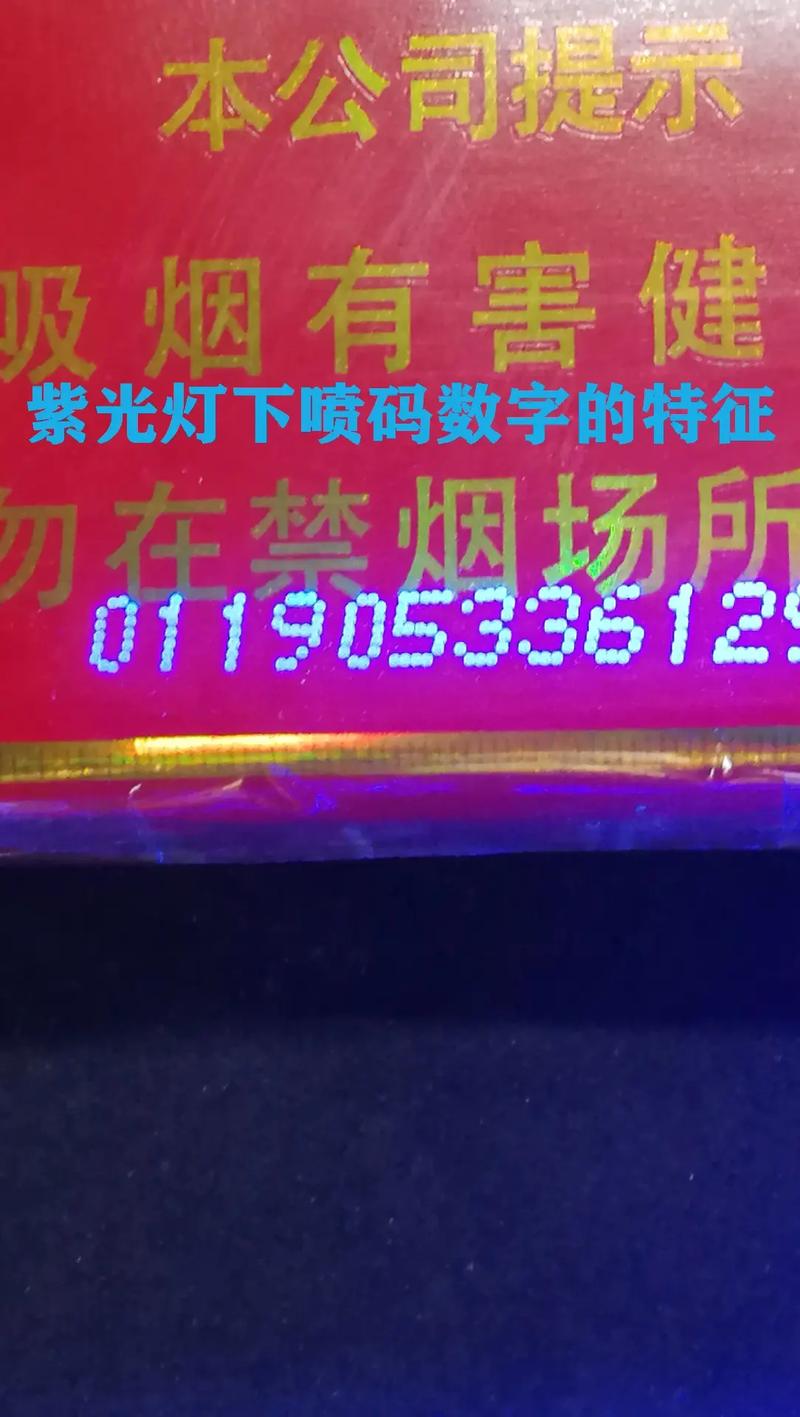 本公司提示
吸烟有害健
紫光灯下喷码数字的特征
勿在禁烟场所
011905336129